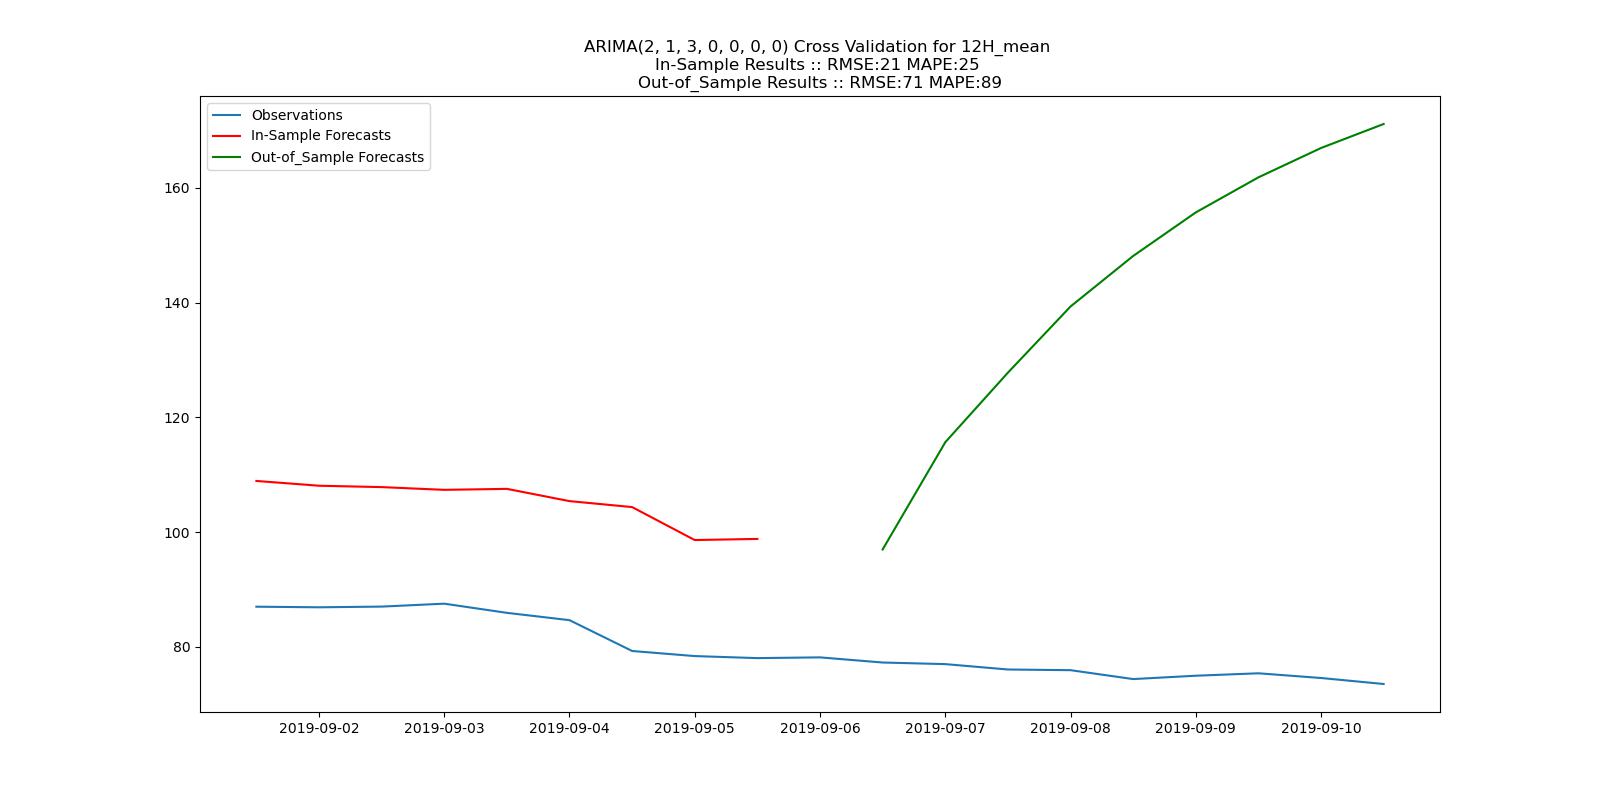 ARIMA(2, 1, 3, 0, 0, 0, 0) Cross Validation for 12H_mean
In-Sample Results :: RMSE:21 MAPE:25
Out-of_Sample Results :: RMSE:71 MAPE:89
Observations
In-Sample Forecasts
Out-of_Sample Forecasts
160
140
120
100
80
2019-09-02 2019-09-03 2019-09-04 2019-09-05 2019-09-06 2019-09-07 2019-09-08 2019-09-09 2019-09-10